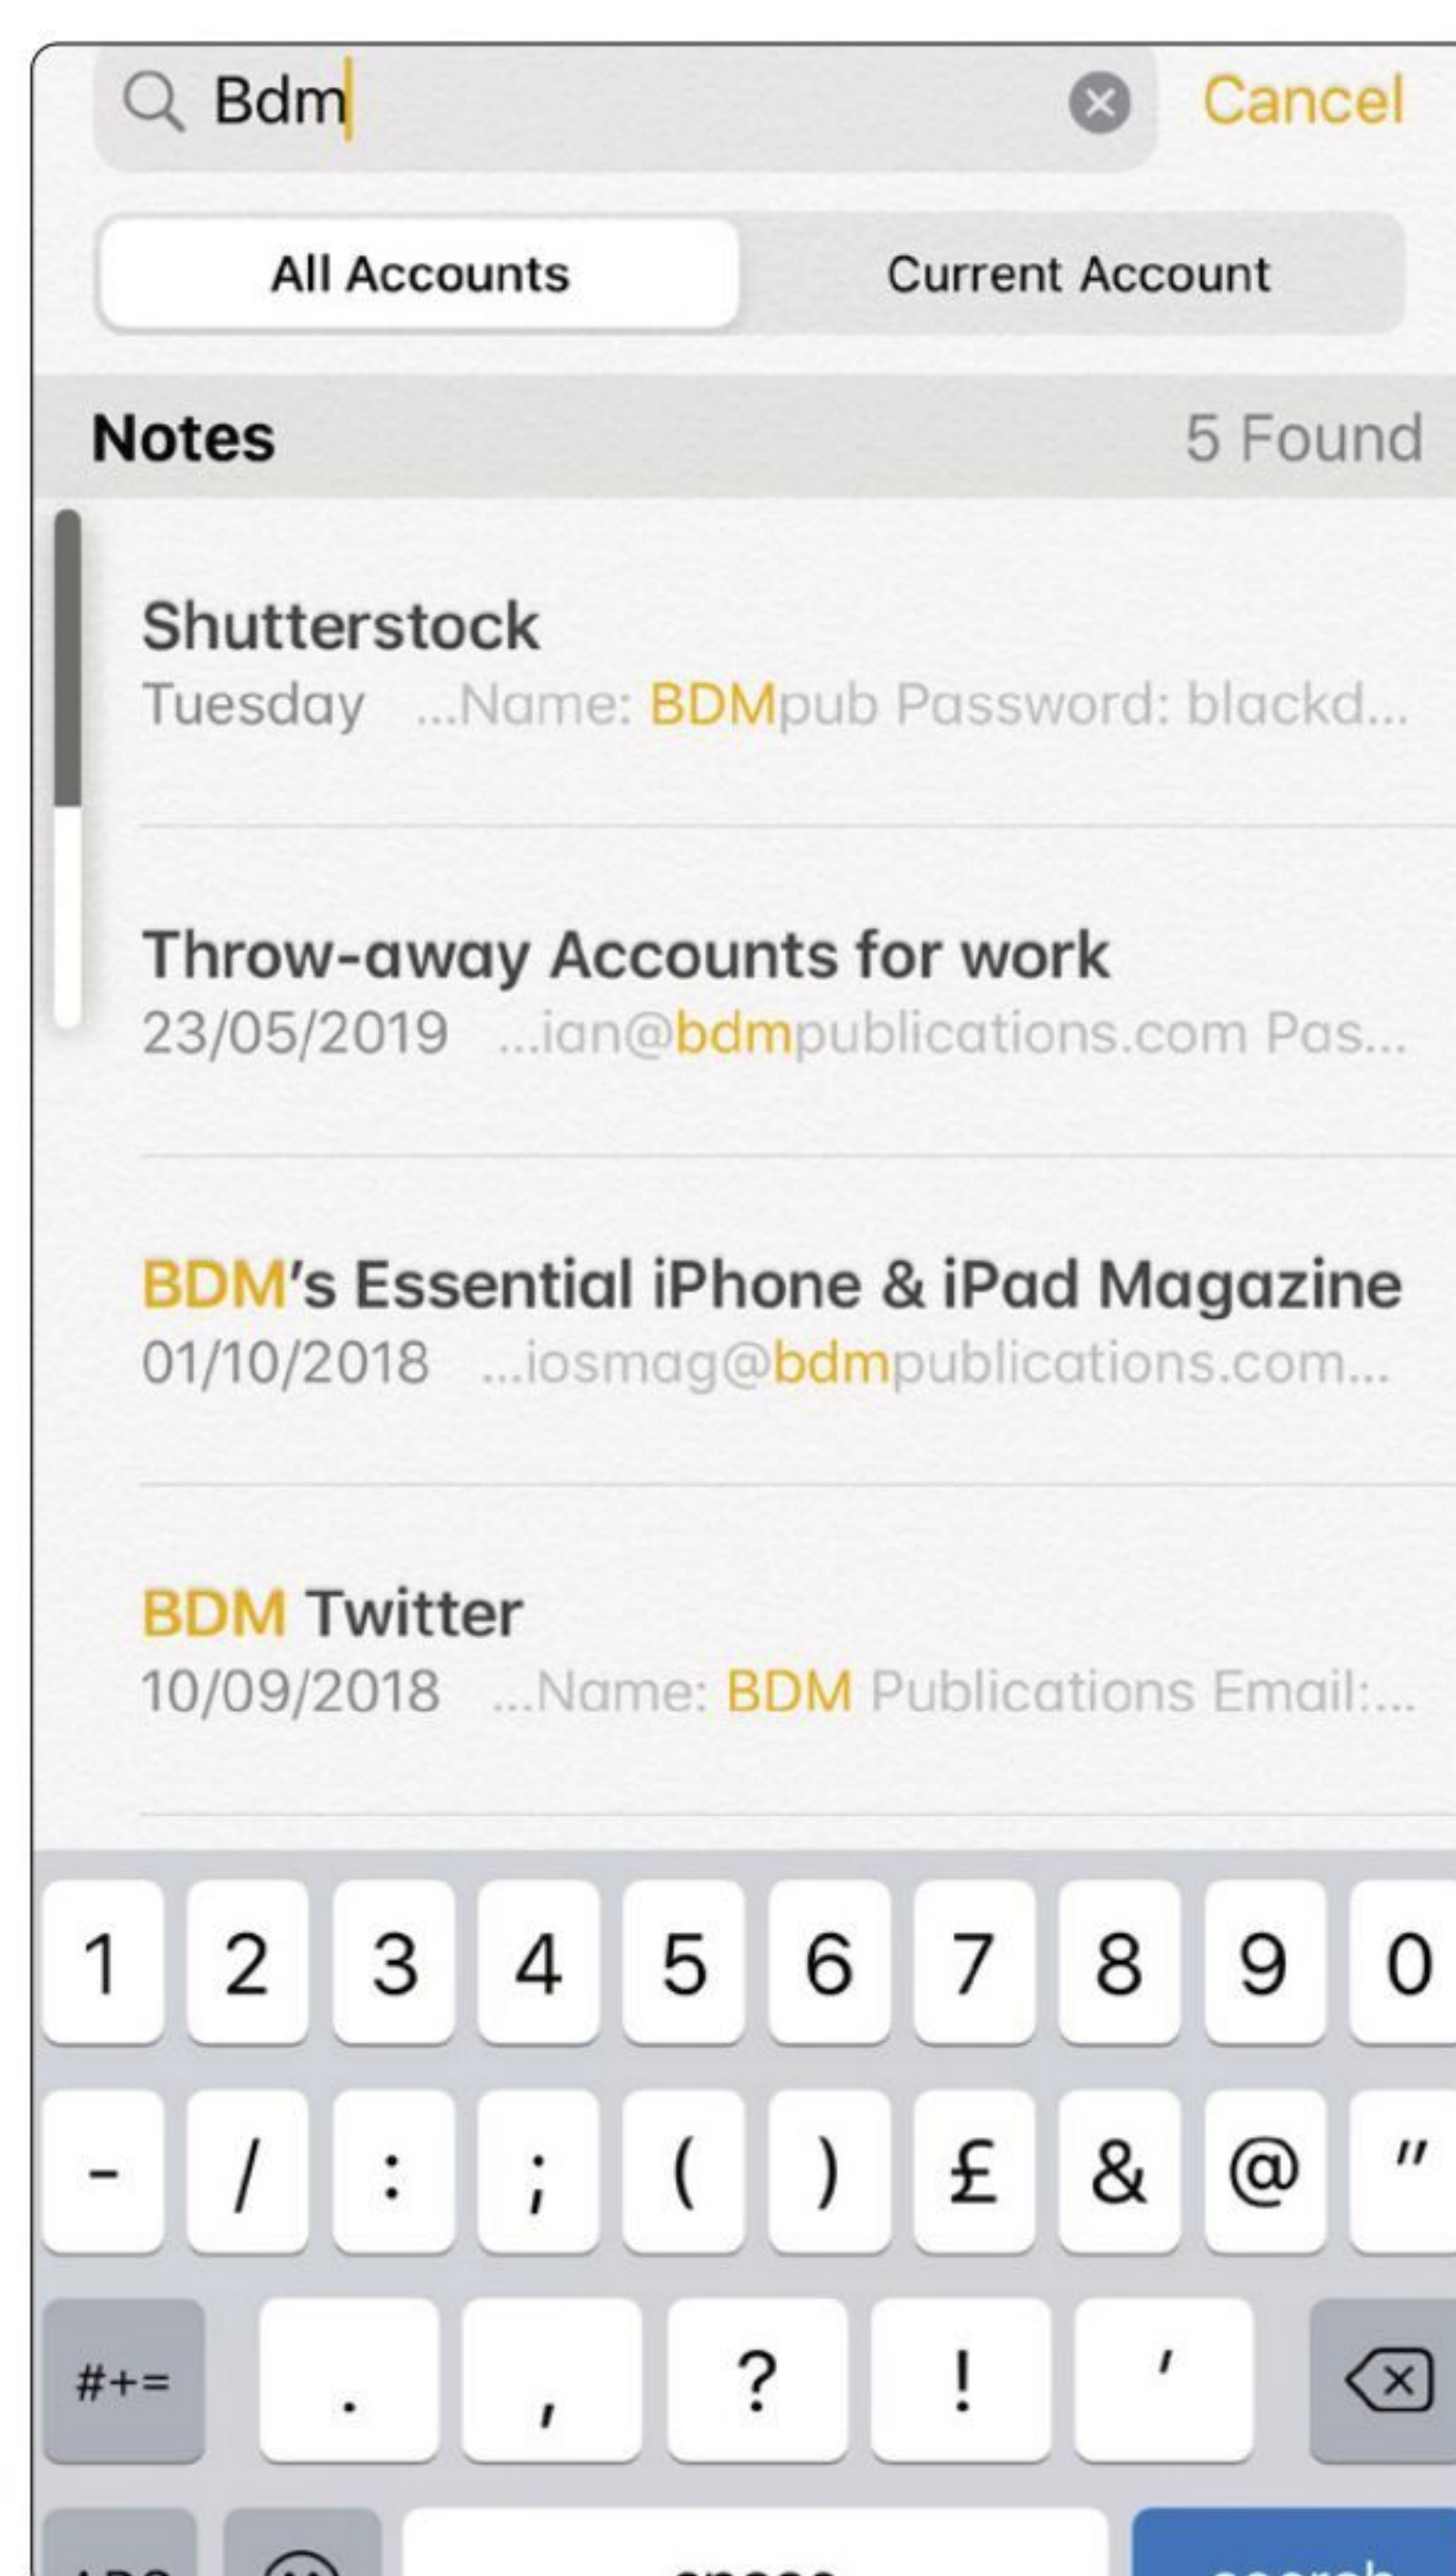 Bdm Cancel
All Accounts Current Account
Notes 5 Found
Shutterstock
Tuesday ...Name: BDMpub Password: blackd...
Throw-away Accounts for work
23/05/2019 ...ian@bdmpublications.com Pas...
BDM’s Essential iPhone & iPad Magazine
01/10/2018 ...iosmag@bdmpublications.com...
BDM Twitter
10/09/2018 ...Name: BDM Publications Email:...
1 2 3 4 5 6 7 8 9 0
- / : ; ( ) £ & @ "
#+= . , ? ! '
ABC space search